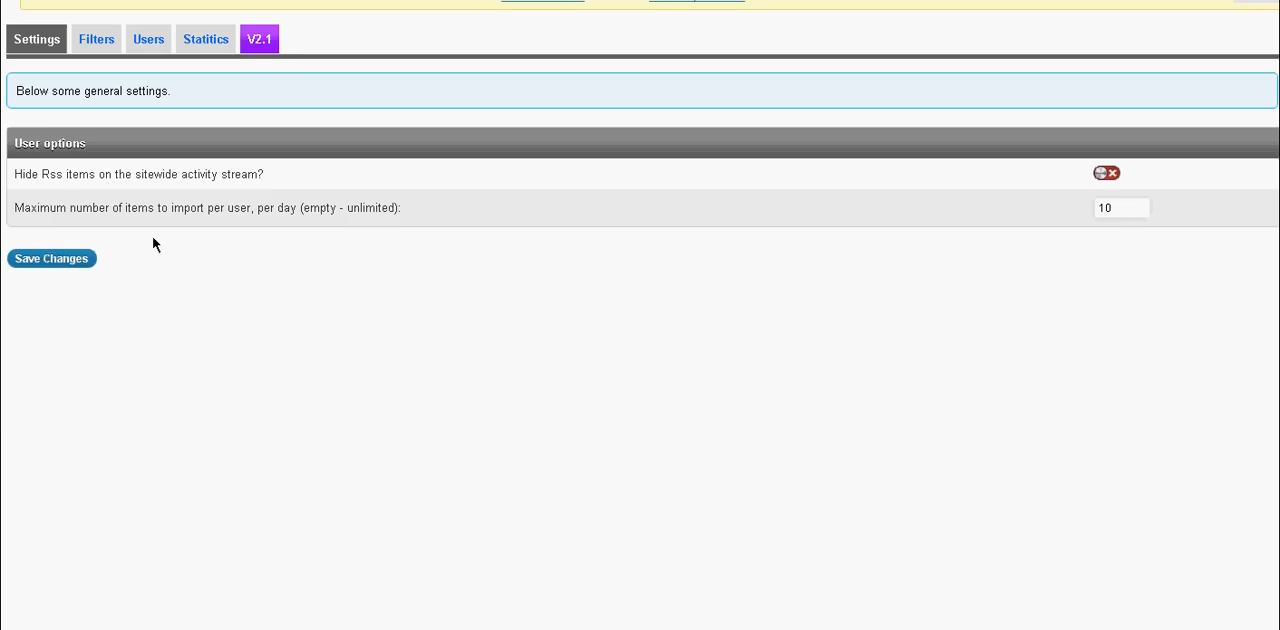 Settings Filters Users Statitics V2.1
Below some general settings.
User options
Hide Rss items on the sitewide activity stream?
Maximum number of items to import per user, per day (empty - unlimited): 10
Save Changes